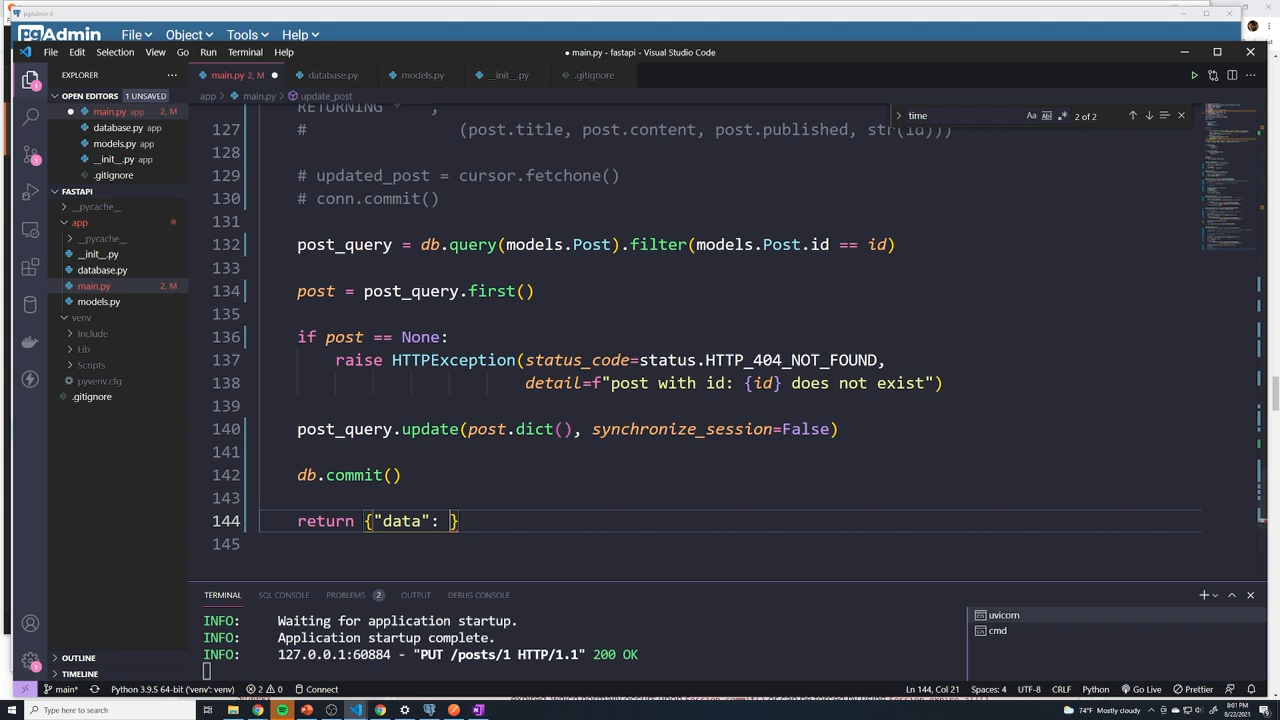 pgAdmin 4
pgAdmin File Object Tools Help
File Edit Selection View Go Run Terminal Help
● main.py - fastapi - Visual Studio Code
EXPLORER
main.py 2, M ●
database.py
models.py
__init__.py
.gitignore
OPEN EDITORS 1 UNSAVED
app > main.py > update_post
● main.py app 2, M
database.py app
models.py app
__init__.py app
.gitignore
time
Aa
2 of 2
RETURNING *""",
127 # (post.title, post.content, post.published, str(id)))
128 #
129 # updated_post = cursor.fetchone()
130 # conn.commit()
131
132 post_query = db.query(models.Post).filter(models.Post.id == id)
133
134 post = post_query.first()
135
136 if post == None:
137 raise HTTPException(status_code=status.HTTP_404_NOT_FOUND,
138 detail=f"post with id: {id} does not exist")
139
140 post_query.update(post.dict(), synchronize_session=False)
141
142 db.commit()
143
144 return {"data": }
145
FASTAPI
__pycache__
app
__pycache__
__init__.py
database.py
main.py 2, M
models.py
venv
Include
Lib
Scripts
pyvenv.cfg
.gitignore
OUTLINE
TIMELINE
TERMINAL SQL CONSOLE PROBLEMS 2 OUTPUT DEBUG CONSOLE
INFO: Waiting for application startup.
INFO: Application startup complete.
INFO: 127.0.0.1:60884 - "PUT /posts/1 HTTP/1.1" 200 OK
uvicorn
cmd
main* Python 3.9.5 64-bit ('venv': venv) 2 0 Connect
Ln 144, Col 21 Spaces: 4 UTF-8 CRLF Python Go Live Prettier
Type here to search
74°F Mostly cloudy
8:01 PM
8/22/2021